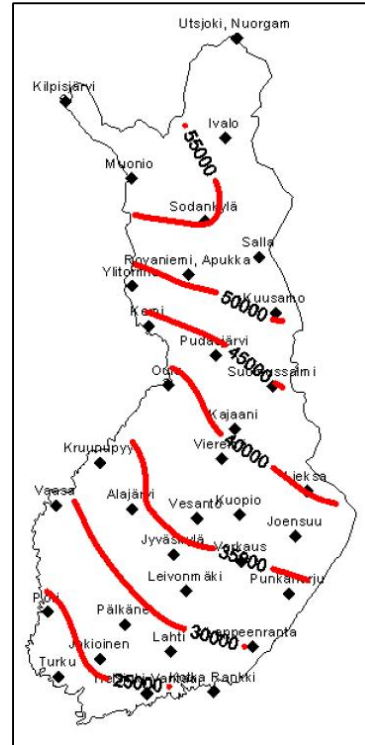 Utsjoki, Nuorgam
Kilpisjärvi
Ivalo
55000
Muonio
Sodankylä
Salla
Rovaniemi, Apukka
Ylitornio
50000
Kuusamo
Kemi
Pudasjärvi
45000
Suomussalmi
Oulu
Kajaani
40000
Kruunupyy
Vieremä
Lieksa
Vaasa
Alajärvi
Vesanto
Kuopio
Joensuu
Jyväskylä
35000
Varkaus
Leivonmäki
Punkaharju
Pori
Pälkäne
30000
Lappeenranta
Jokioinen
Lahti
Turku
25000
Helsinki-Vantaa
Kotka Rankki